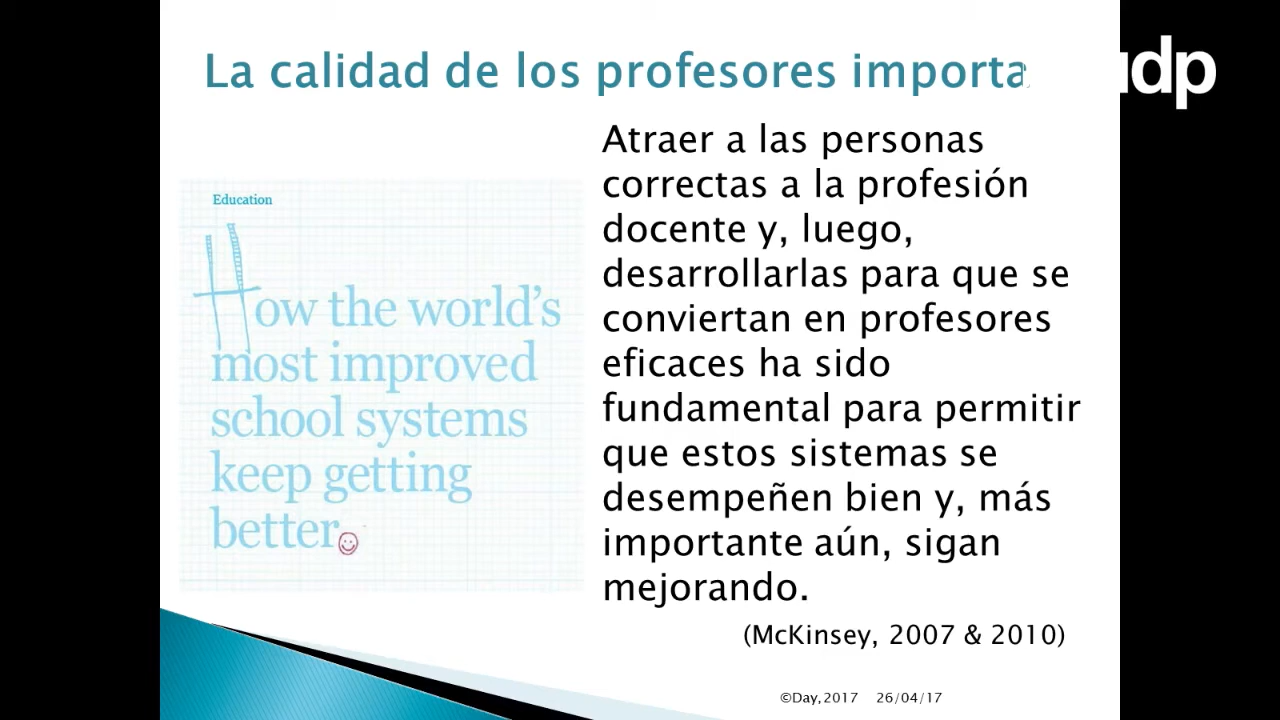 La calidad de los profesores importa
udp
Atraer a las personas
correctas a la profesión
docente y, luego,
desarrollarlas para que se
conviertan en profesores
eficaces ha sido
fundamental para permitir
que estos sistemas se
desempeñen bien y, más
importante aún, sigan
mejorando.
(McKinsey, 2007 & 2010)
Education
How the world's
most improved
school systems
keep getting
better
©Day,2017 26/04/17